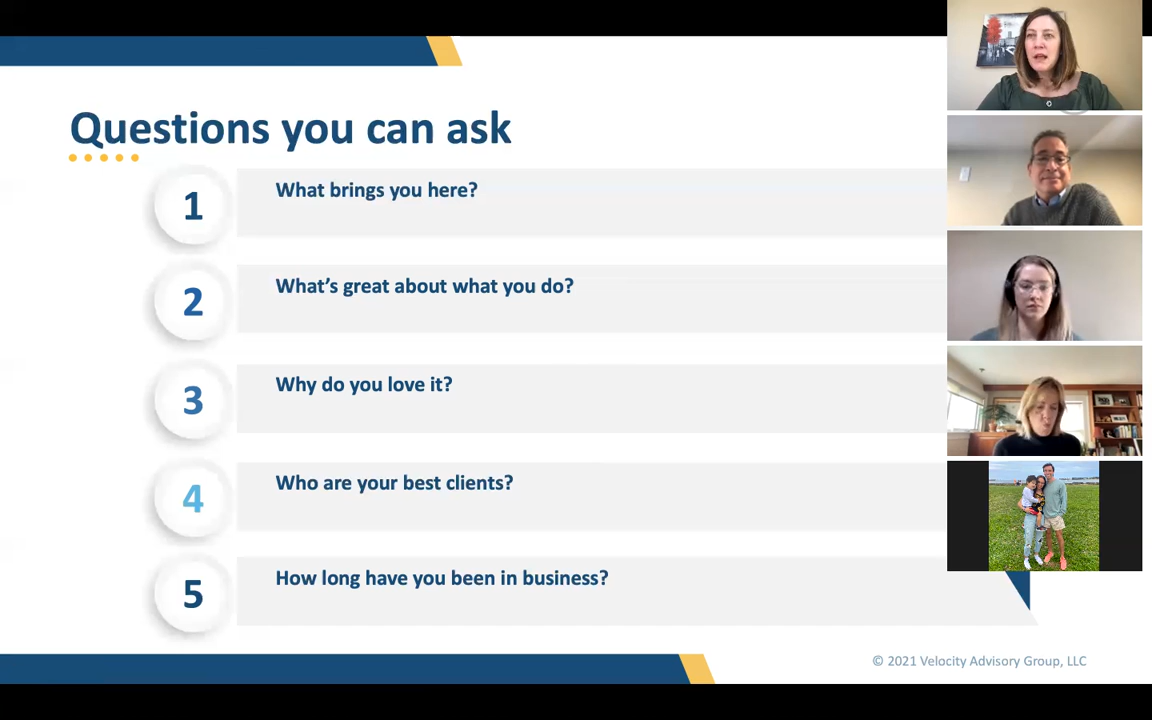 Questions you can ask
1
What brings you here?
2
What's great about what you do?
3
Why do you love it?
4
Who are your best clients?
5
How long have you been in business?
© 2021 Velocity Advisory Group, LLC